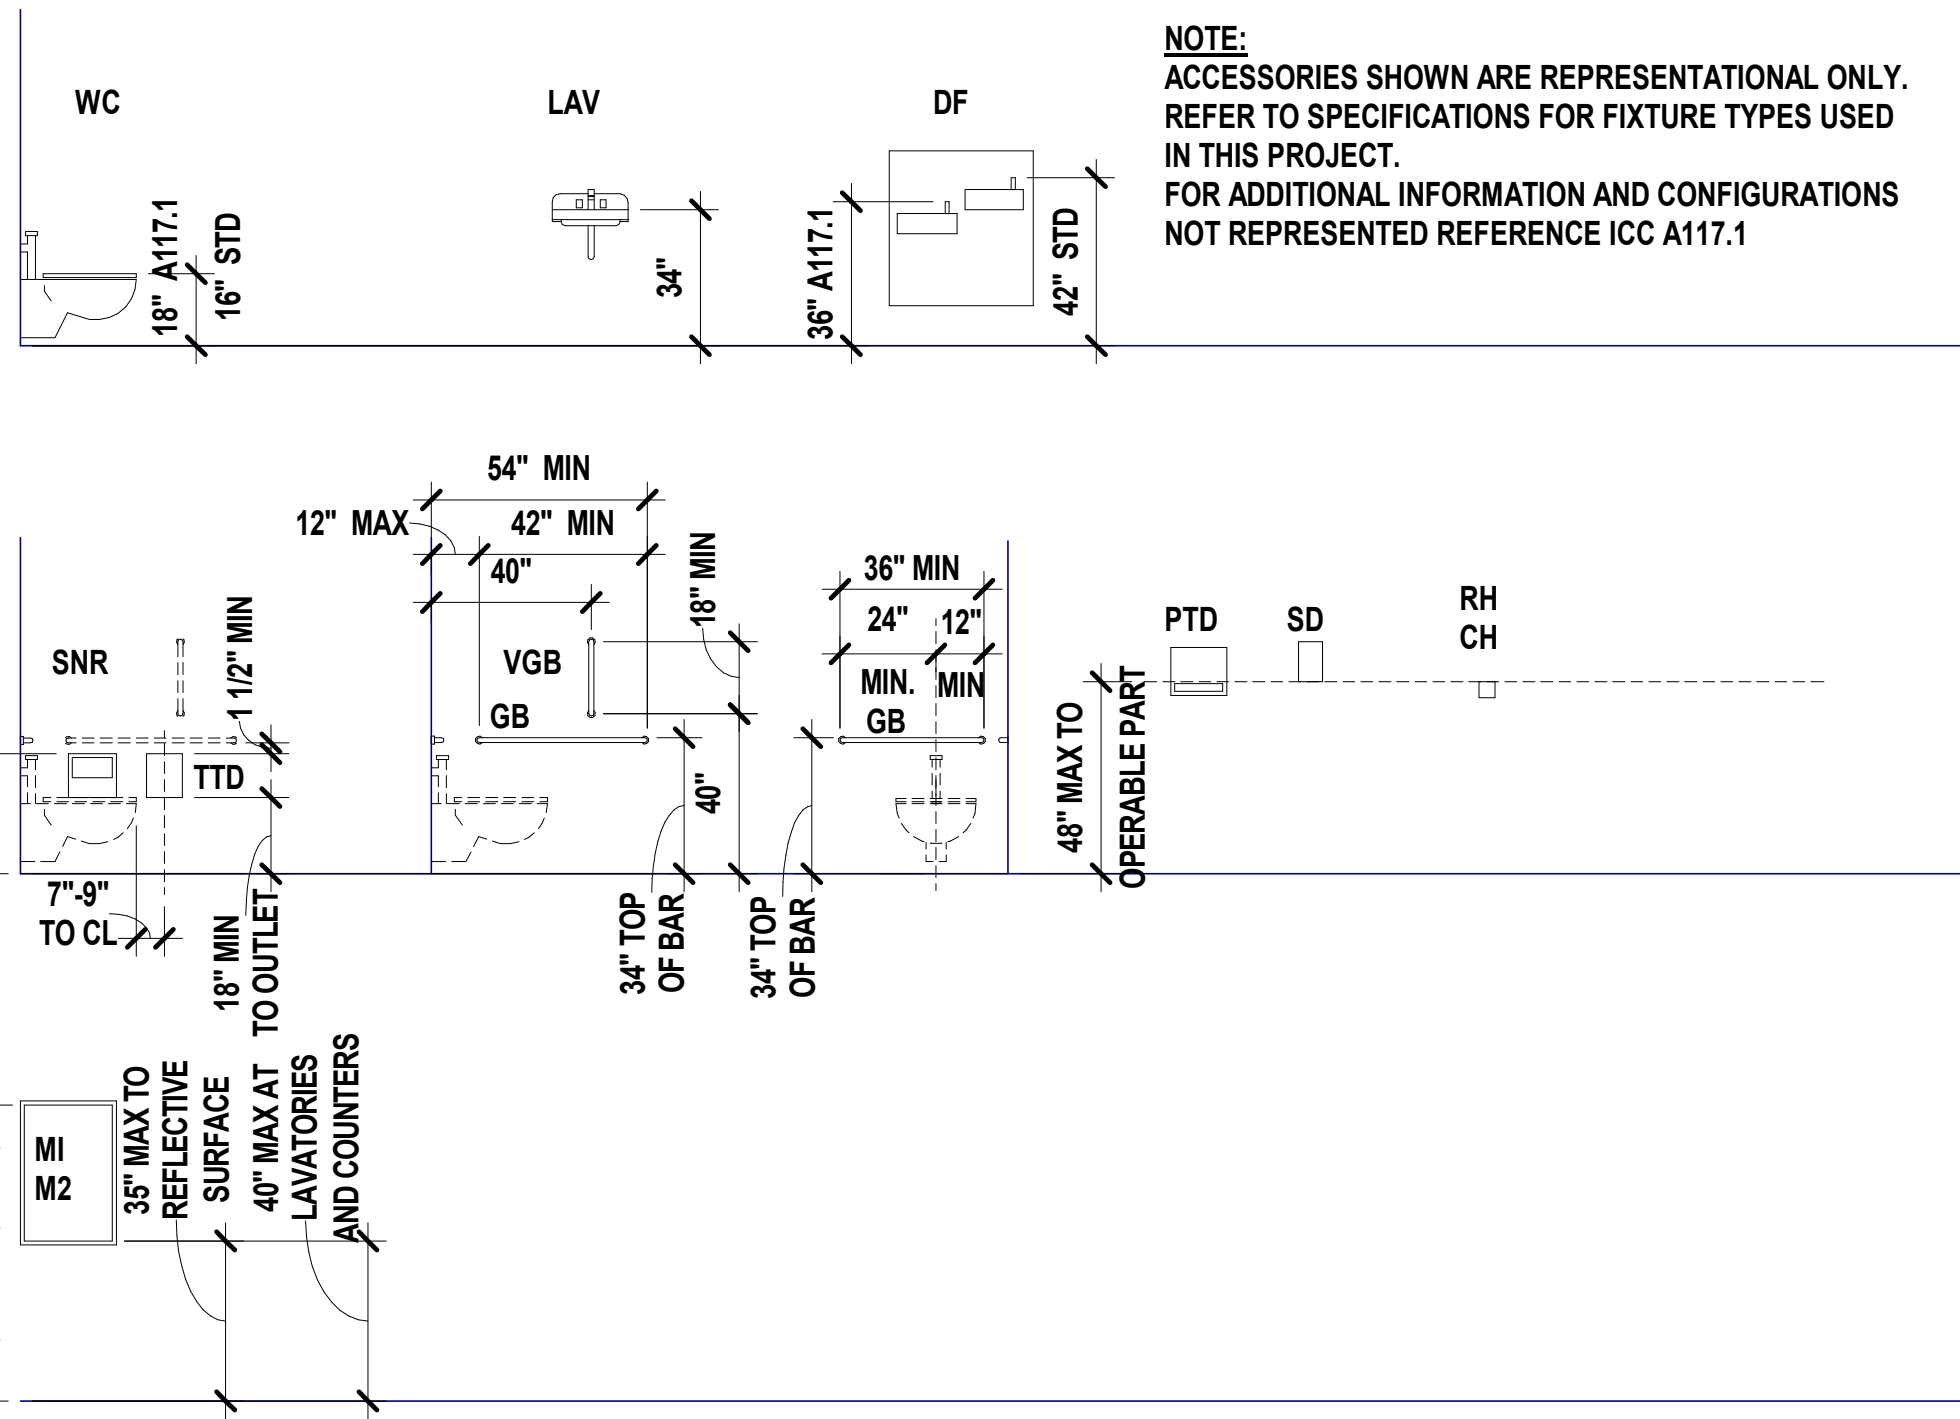 NOTE:
ACCESSORIES SHOWN ARE REPRESENTATIONAL ONLY.
REFER TO SPECIFICATIONS FOR FIXTURE TYPES USED
IN THIS PROJECT.
FOR ADDITIONAL INFORMATION AND CONFIGURATIONS
NOT REPRESENTED REFERENCE ICC A117.1
WC
LAV
DF
18" A117.1
16" STD
34"
36" A117.1
42" STD
54" MIN
12" MAX
42" MIN
40"
18" MIN
36" MIN
24"
12"
MIN.
MIN
GB
SNR
1 1/2" MIN
VGB
GB
TTD
40"
PTD
SD
RH
CH
48" MAX TO
OPERABLE PART
7"-9"
TO CL
18" MIN
TO OUTLET
34" TOP
OF BAR
34" TOP
OF BAR
MI
M2
35" MAX TO
REFLECTIVE
SURFACE
40" MAX AT
LAVATORIES
AND COUNTERS